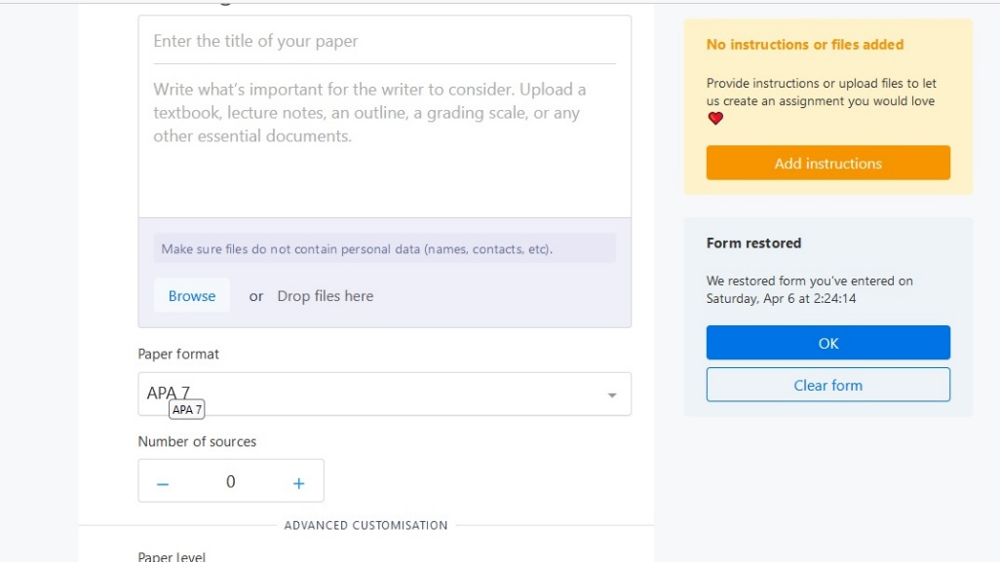 Enter the title of your paper
Write what's important for the writer to consider. Upload a
textbook, lecture notes, an outline, a grading scale, or any
other essential documents.
Make sure files do not contain personal data (names, contacts, etc).
Browse or Drop files here
Paper format
APA 7
APA 7
Number of sources
– 0 +
ADVANCED CUSTOMISATION
Paper level
No instructions or files added
Provide instructions or upload files to let
us create an assignment you would love
Add instructions
Form restored
We restored form you've entered on
Saturday, Apr 6 at 2:24:14
OK
Clear form